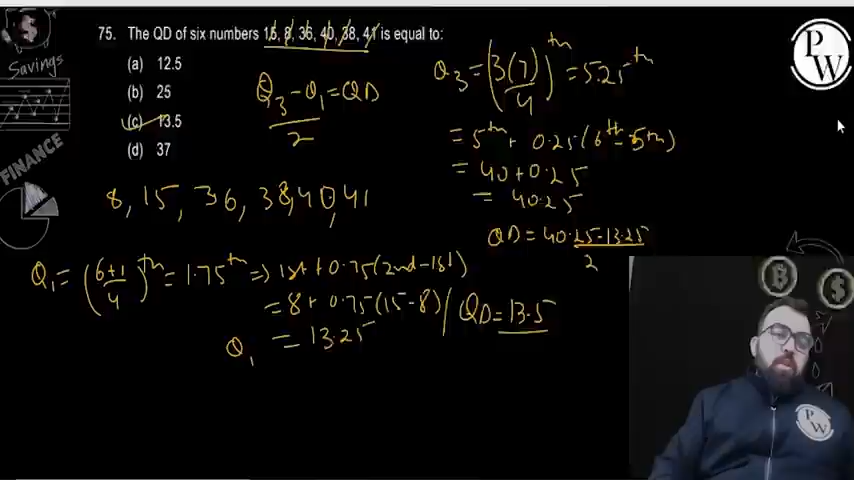 75. The QD of six numbers 15, 8, 36, 40, 38, 41 is equal to:
(a) 12.5
(b) 25
(c) 13.5
(d) 37
Q3 - Q1 = QD
2
8, 15, 36, 38, 40, 41
Q1 = (6+1/4)th = 1.75th => 1st + 0.75(2nd - 1st)
= 8 + 0.75(15-8)
Q1 = 13.25
Q3 = (3(7)/4)th = 5.25th
= 5th + 0.25(6th - 5th)
= 40 + 0.25
= 40.25
QD = 40.25 - 13.25
2
QD = 13.5
Savings
FINANCE
PW
PW